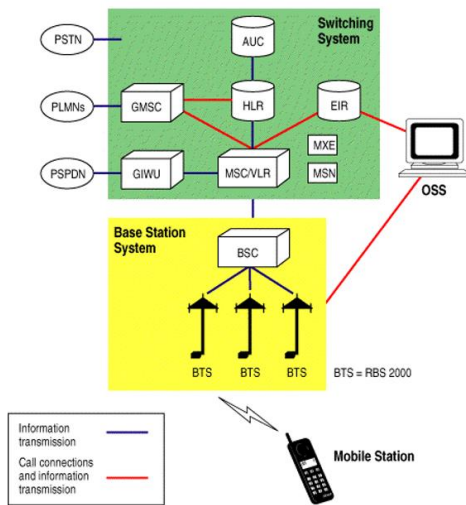 Switching
System
PSTN
AUC
PLMNs
GMSC
HLR
EIR
MXE
PSPDN
GIWU
MSC/VLR
MSN
OSS
Base Station
System
BSC
BTS
BTS
BTS
BTS = RBS 2000
Information
transmission
Call connections
and information
transmission
Mobile Station